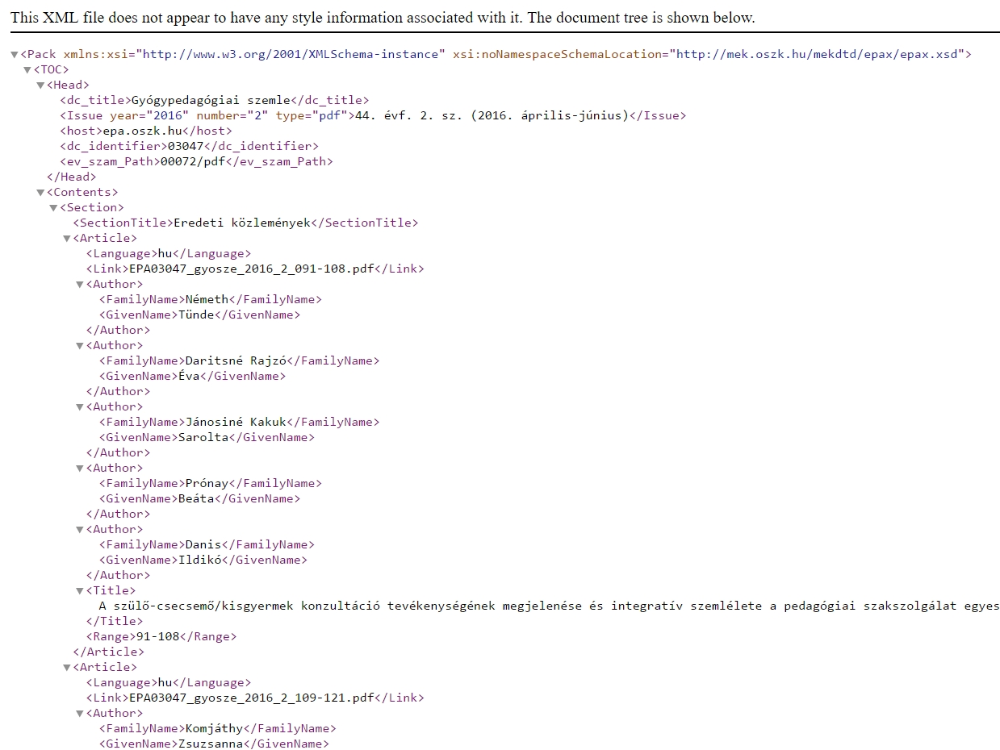 This XML file does not appear to have any style information associated with it. The document tree is shown below.
▼<Pack xmlns:xsi="http://www.w3.org/2001/XMLSchema-instance" xsi:noNamespaceSchemaLocation="http://mek.oszk.hu/mekdtd/epax/epax.xsd">
▼<TOC>
▼<Head>
<dc_title>Gyógypedagógiai szemle</dc_title>
<Issue year="2016" number="2" type="pdf">44. évf. 2. sz. (2016. április-június)</Issue>
<host>epa.oszk.hu</host>
<dc_identifier>03047</dc_identifier>
<ev_szam_Path>00072/pdf</ev_szam_Path>
</Head>
▼<Contents>
▼<Section>
<SectionTitle>Eredeti közlemények</SectionTitle>
▼<Article>
<Language>hu</Language>
<Link>EPA03047_gyosze_2016_2_091-108.pdf</Link>
▼<Author>
<FamilyName>Németh</FamilyName>
<GivenName>Tünde</GivenName>
</Author>
▼<Author>
<FamilyName>Daritsné Rajzó</FamilyName>
<GivenName>Éva</GivenName>
</Author>
▼<Author>
<FamilyName>Jánosiné Kakuk</FamilyName>
<GivenName>Sarolta</GivenName>
</Author>
▼<Author>
<FamilyName>Prónay</FamilyName>
<GivenName>Beáta</GivenName>
</Author>
▼<Author>
<FamilyName>Danis</FamilyName>
<GivenName>Ildikó</GivenName>
</Author>
▼<Title>
A szülő-csecsemő/kisgyermek konzultáció tevékenységének megjelenése és integratív szemlélete a pedagógiai szakszolgálat egyes
</Title>
<Range>91-108</Range>
</Article>
▼<Article>
<Language>hu</Language>
<Link>EPA03047_gyosze_2016_2_109-121.pdf</Link>
▼<Author>
<FamilyName>Komjáthy</FamilyName>
<GivenName>Zsuzsanna</GivenName>